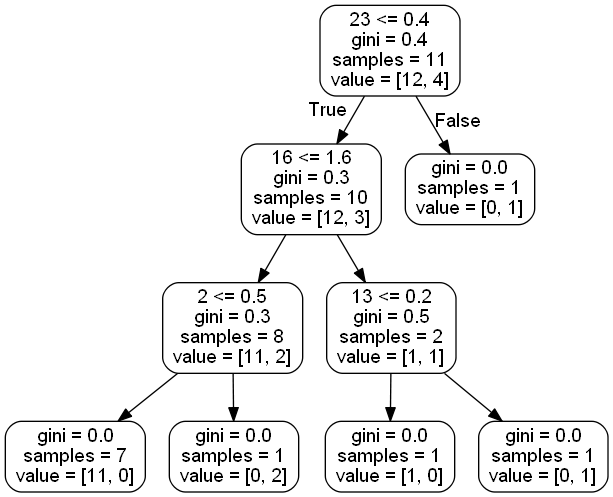 23 <= 0.4
gini = 0.4
samples = 11
value = [12, 4]
True
False
16 <= 1.6
gini = 0.3
samples = 10
value = [12, 3]
gini = 0.0
samples = 1
value = [0, 1]
2 <= 0.5
gini = 0.3
samples = 8
value = [11, 2]
13 <= 0.2
gini = 0.5
samples = 2
value = [1, 1]
gini = 0.0
samples = 7
value = [11, 0]
gini = 0.0
samples = 1
value = [0, 2]
gini = 0.0
samples = 1
value = [1, 0]
gini = 0.0
samples = 1
value = [0, 1]